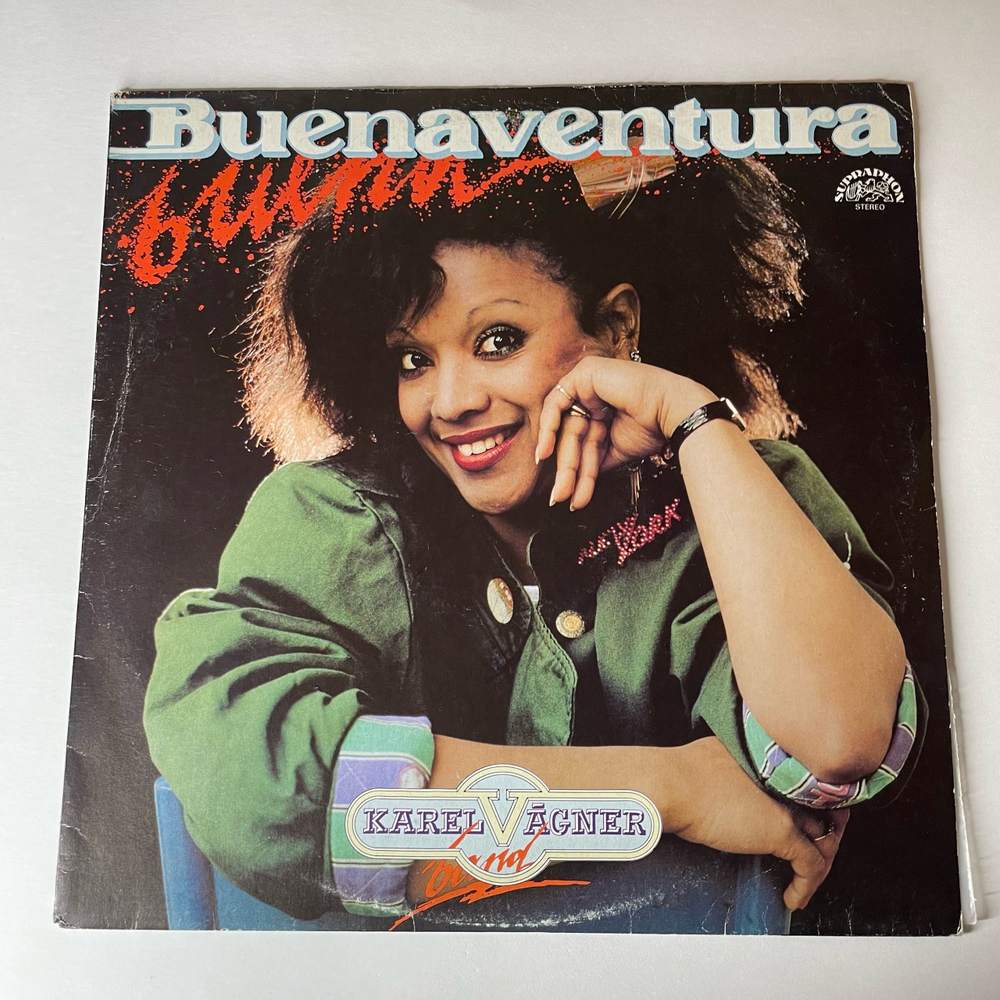 Buenaventura
SUPRAPHON
STEREO
KAREL VÁGNER
band